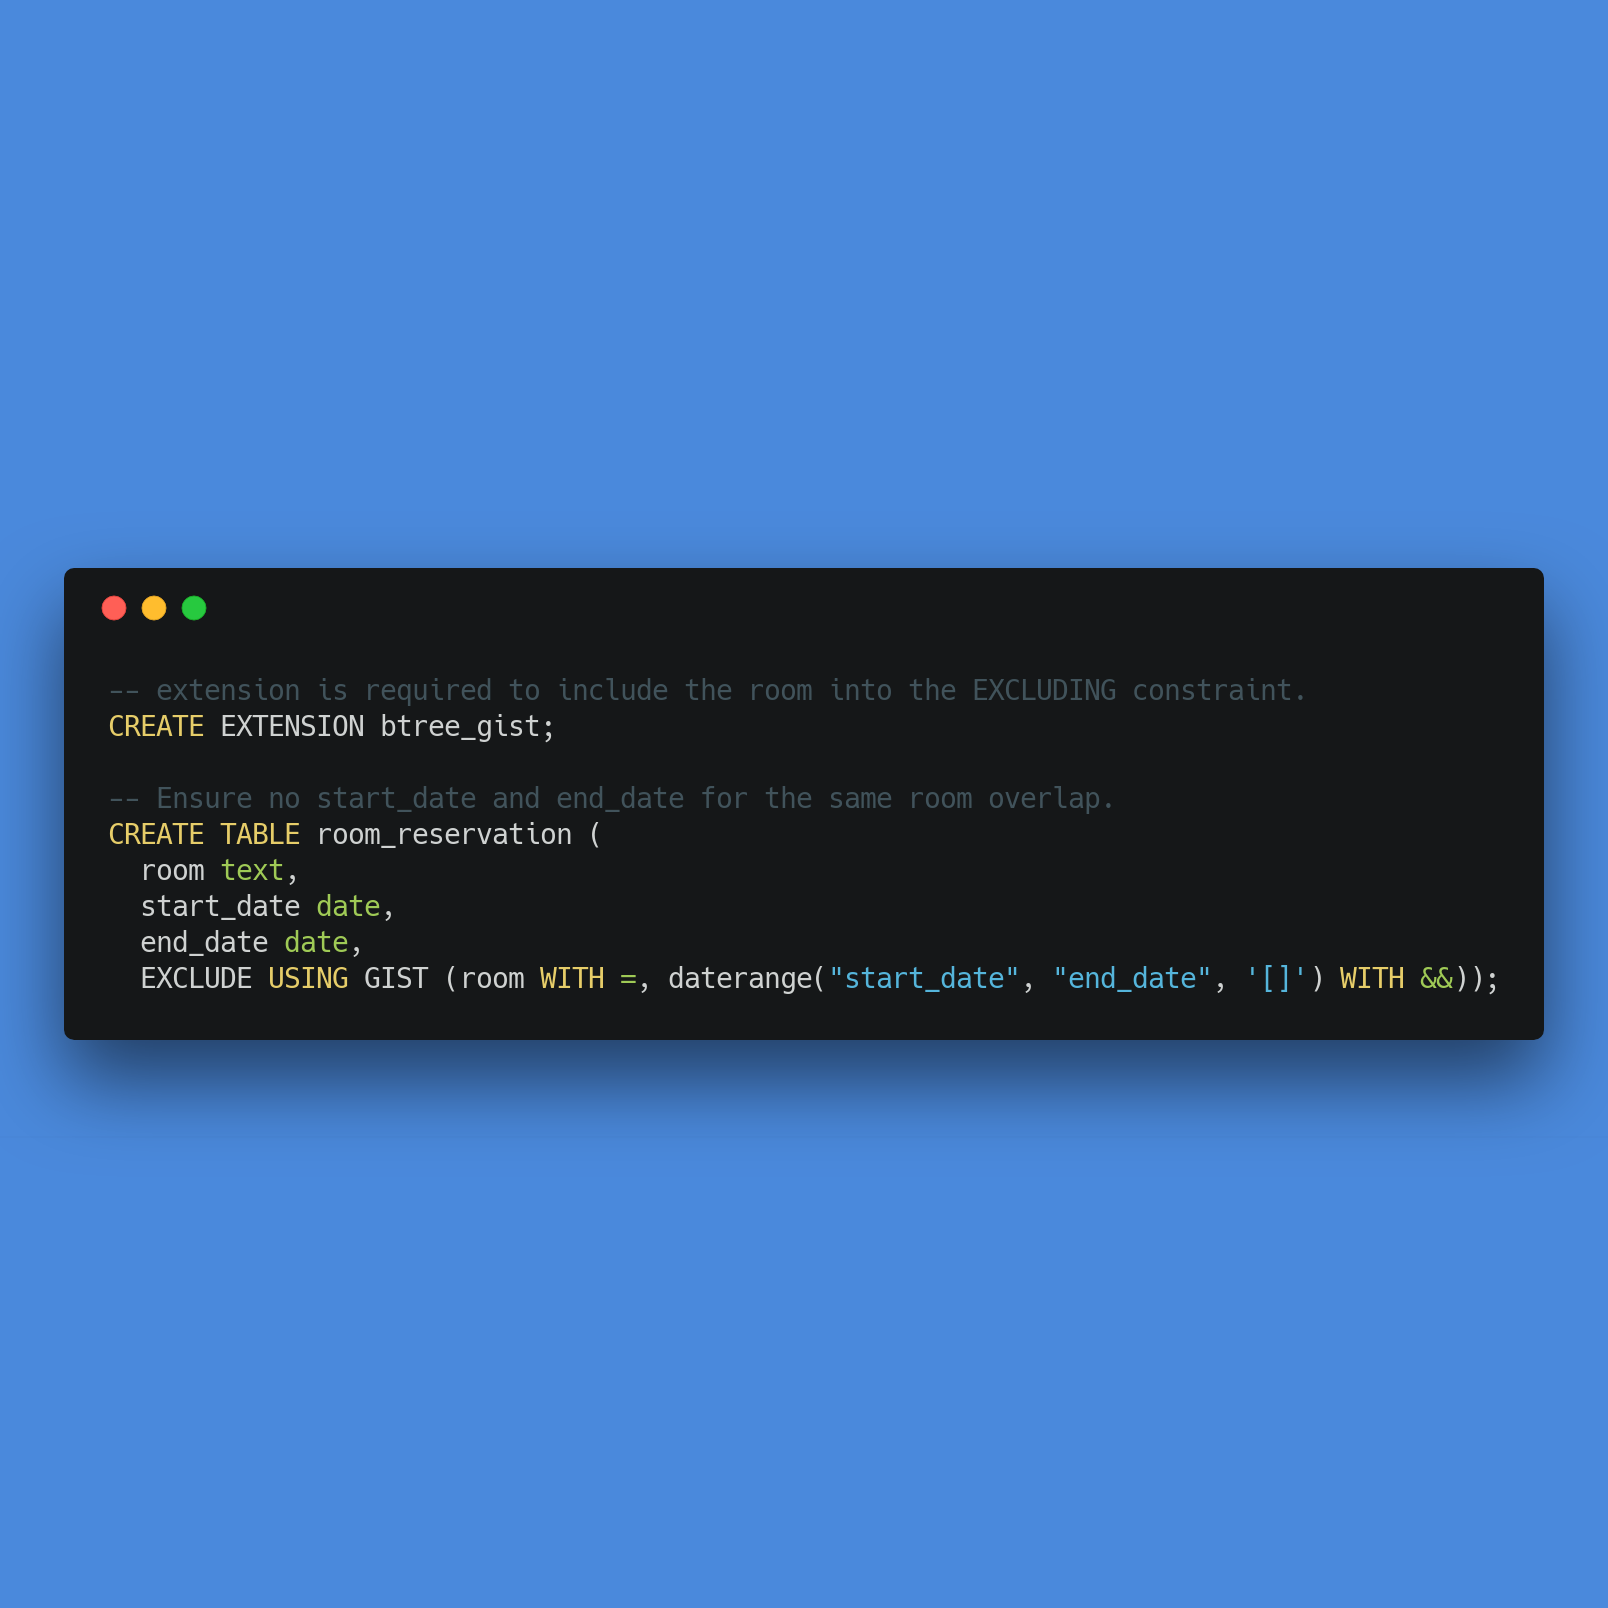 -- extension is required to include the room into the EXCLUDING constraint.
CREATE EXTENSION btree_gist;

-- Ensure no start_date and end_date for the same room overlap.
CREATE TABLE room_reservation (
  room text,
  start_date date,
  end_date date,
  EXCLUDE USING GIST (room WITH =, daterange("start_date", "end_date", '[]') WITH &&));